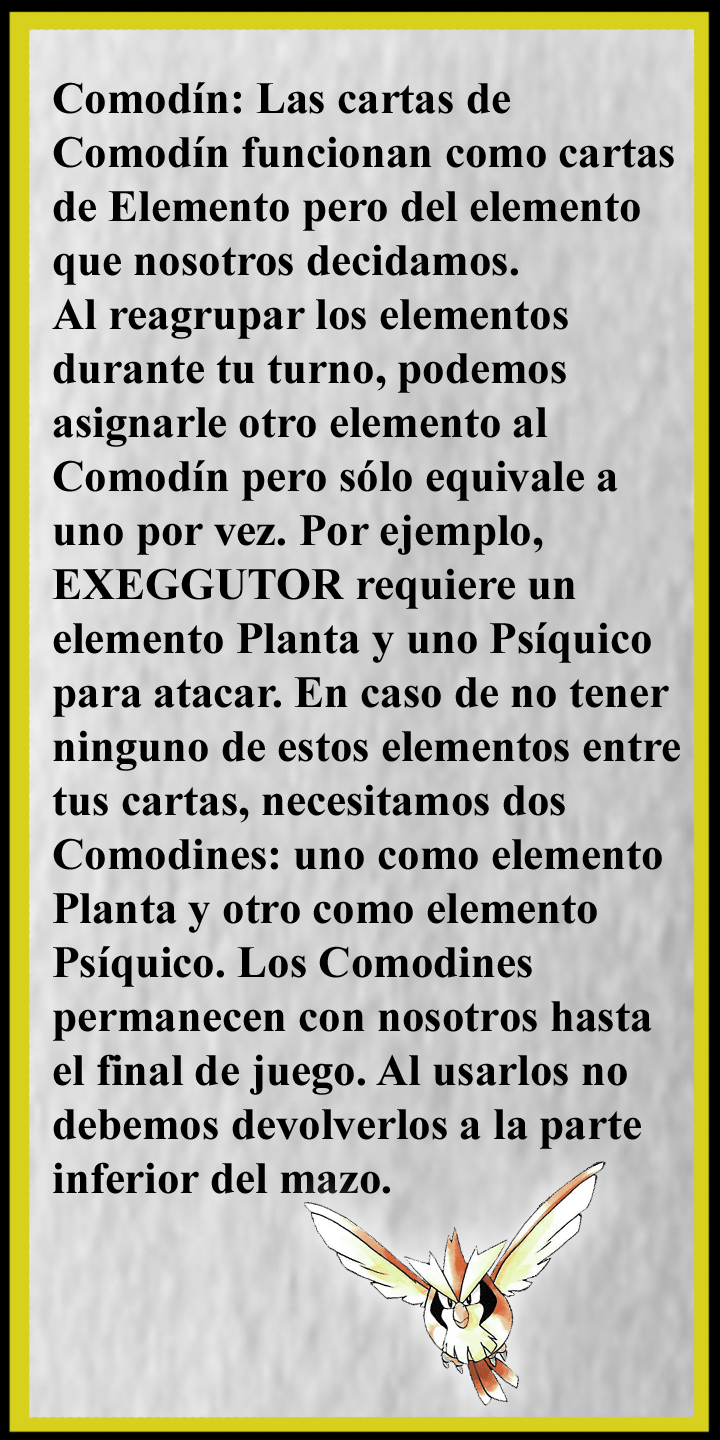 Comodín: Las cartas de
Comodín funcionan como cartas
de Elemento pero del elemento
que nosotros decidamos.
Al reagrupar los elementos
durante tu turno, podemos
asignarle otro elemento al
Comodín pero sólo equivale a
uno por vez. Por ejemplo,
EXEGGUTOR requiere un
elemento Planta y uno Psíquico
para atacar. En caso de no tener
ninguno de estos elementos entre
tus cartas, necesitamos dos
Comodines: uno como elemento
Planta y otro como elemento
Psíquico. Los Comodines
permanecen con nosotros hasta
el final de juego. Al usarlos no
debemos devolverlos a la parte
inferior del mazo.